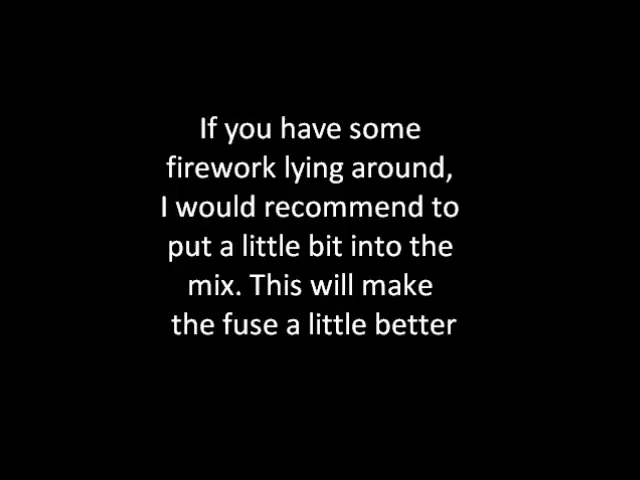 If you have some
firework lying around,
I would recommend to
put a little bit into the
mix. This will make
the fuse a little better